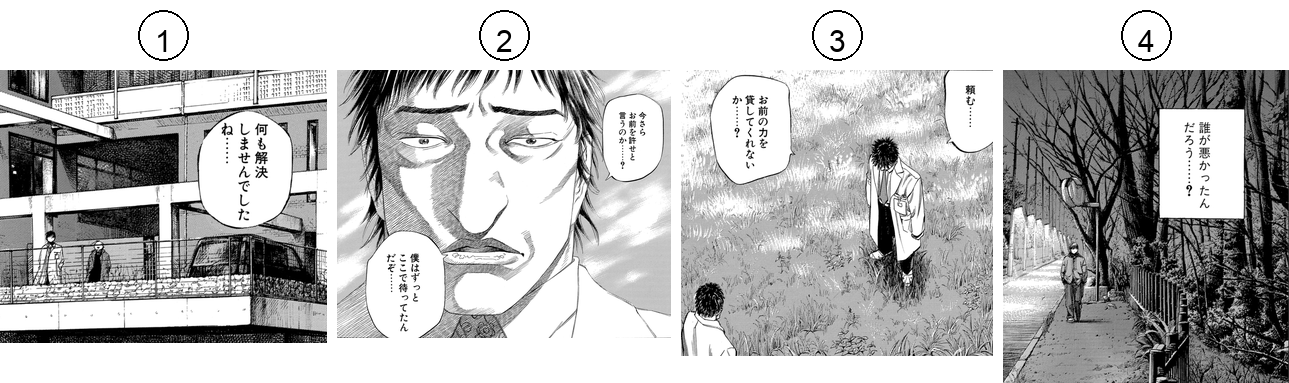 1
何も解決
しませんでした
ね……
2
今さら
お前を許せと
言うのか……?
僕はずっと
ここで待ってたん
だぞ……
3
頼む……
お前の力を
貸してくれない
か……?
4
誰が悪かったん
だろう……?